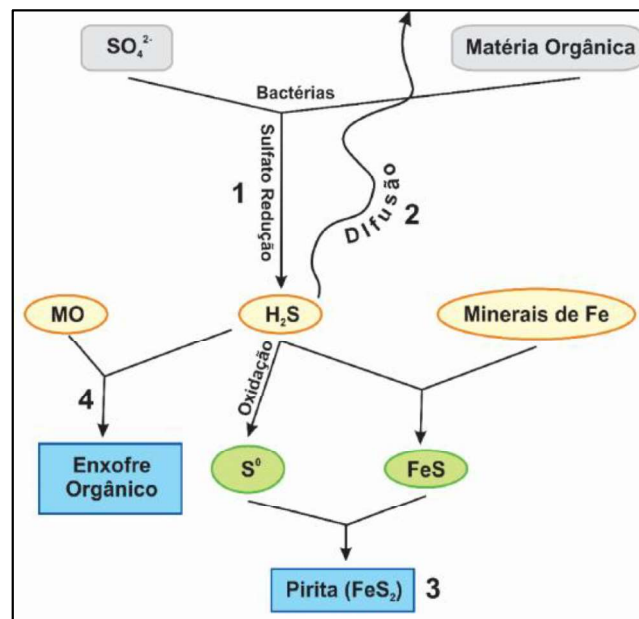 SO₄²⁻
Matéria Orgânica
Bactérias
Sulfato Redução
1
DIfusão
2
MO
H₂S
Minerais de Fe
Oxidação
4
Enxofre
Orgânico
S⁰
FeS
Pirita (FeS₂)
3